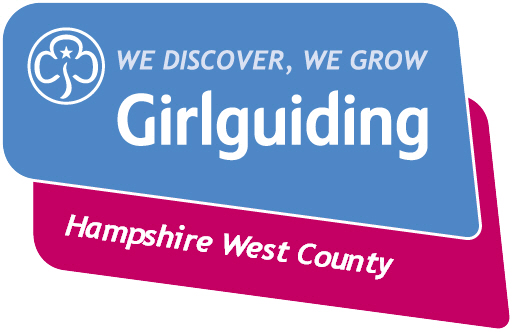 WE DISCOVER, WE GROW
Girlguiding
Hampshire West County